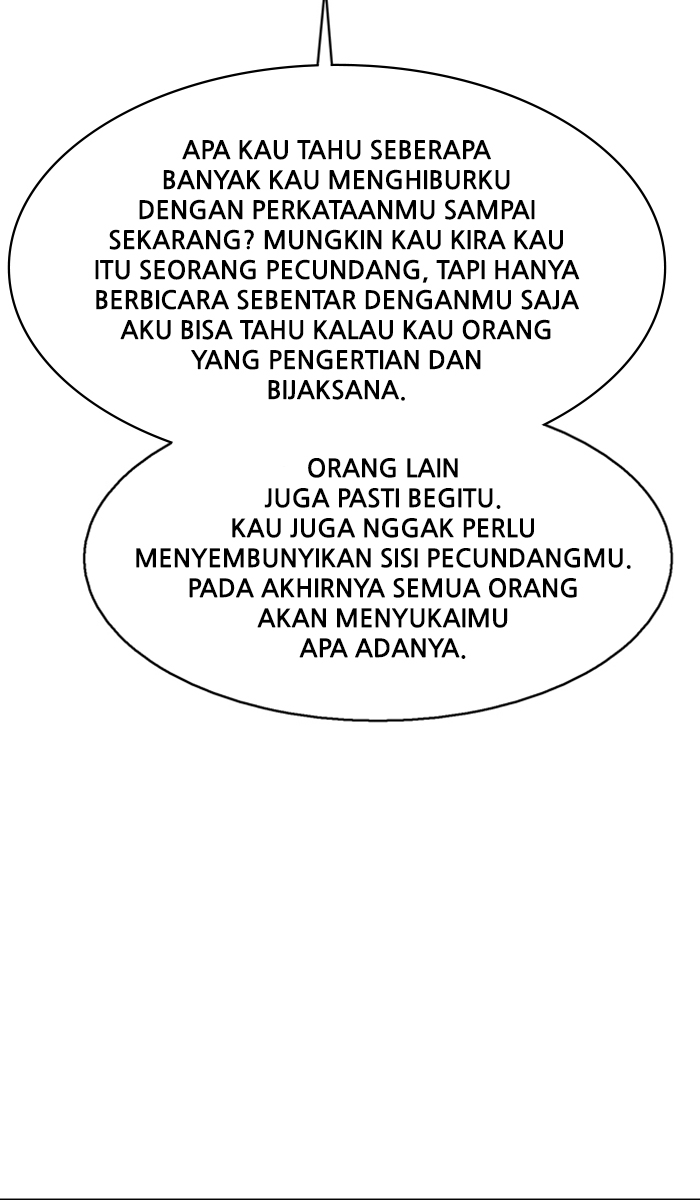 APA KAU TAHU SEBERAPA
BANYAK KAU MENGHIBURKU
DENGAN PERKATAANMU SAMPAI
SEKARANG? MUNGKIN KAU KIRA KAU
ITU SEORANG PECUNDANG, TAPI HANYA
BERBICARA SEBENTAR DENGANMU SAJA
AKU BISA TAHU KALAU KAU ORANG
YANG PENGERTIAN DAN
BIJAKSANA.
ORANG LAIN
JUGA PASTI BEGITU.
KAU JUGA NGGAK PERLU
MENYEMBUNYIKAN SISI PECUNDANGMU.
PADA AKHIRNYA SEMUA ORANG
AKAN MENYUKAIMU
APA ADANYA.